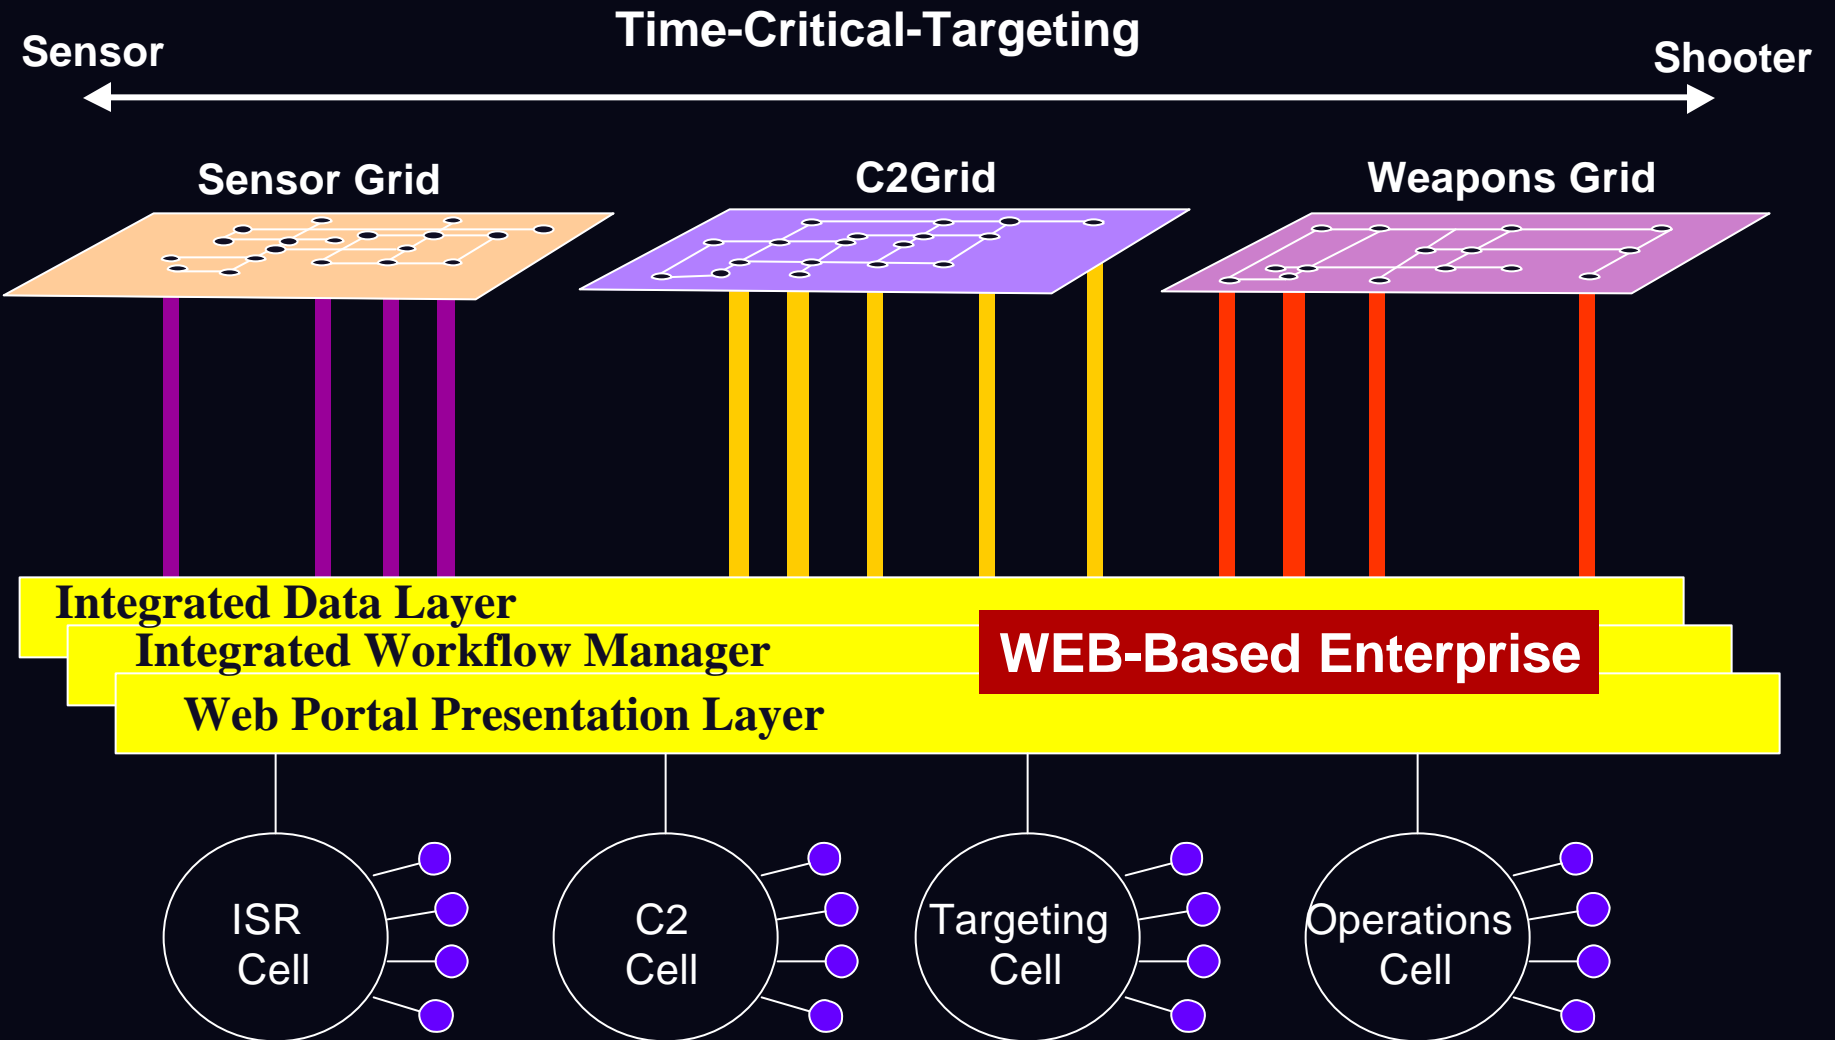 Time-Critical-Targeting
Sensor
Shooter
Sensor Grid
C2Grid
Weapons Grid
Integrated Data Layer
Integrated Workflow Manager
WEB-Based Enterprise
Web Portal Presentation Layer
ISR
Cell
C2
Cell
Targeting
Cell
Operations
Cell